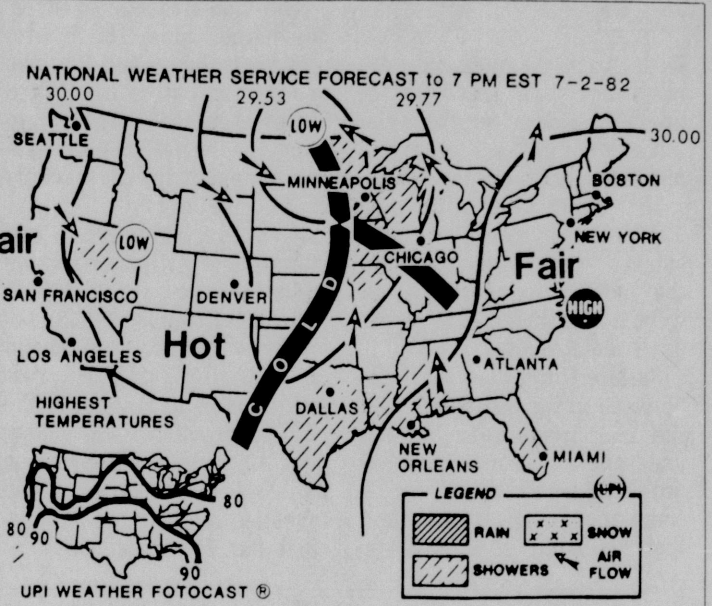 NATIONAL WEATHER SERVICE FORECAST to 7 PM EST 7-2-82
30.00 29.53 29.77
LOW
SEATTLE
30.00
MINNEAPOLIS
BOSTON
air
LOW
NEW YORK
CHICAGO
Fair
SAN FRANCISCO
DENVER
COLD
HIGH
LOS ANGELES
Hot
ATLANTA
HIGHEST
TEMPERATURES
DALLAS
NEW
ORLEANS
MIAMI
80
80 90
90
LEGEND
UPI
RAIN
SNOW
SHOWERS
AIR
FLOW
UPI WEATHER FOTOCAST ®